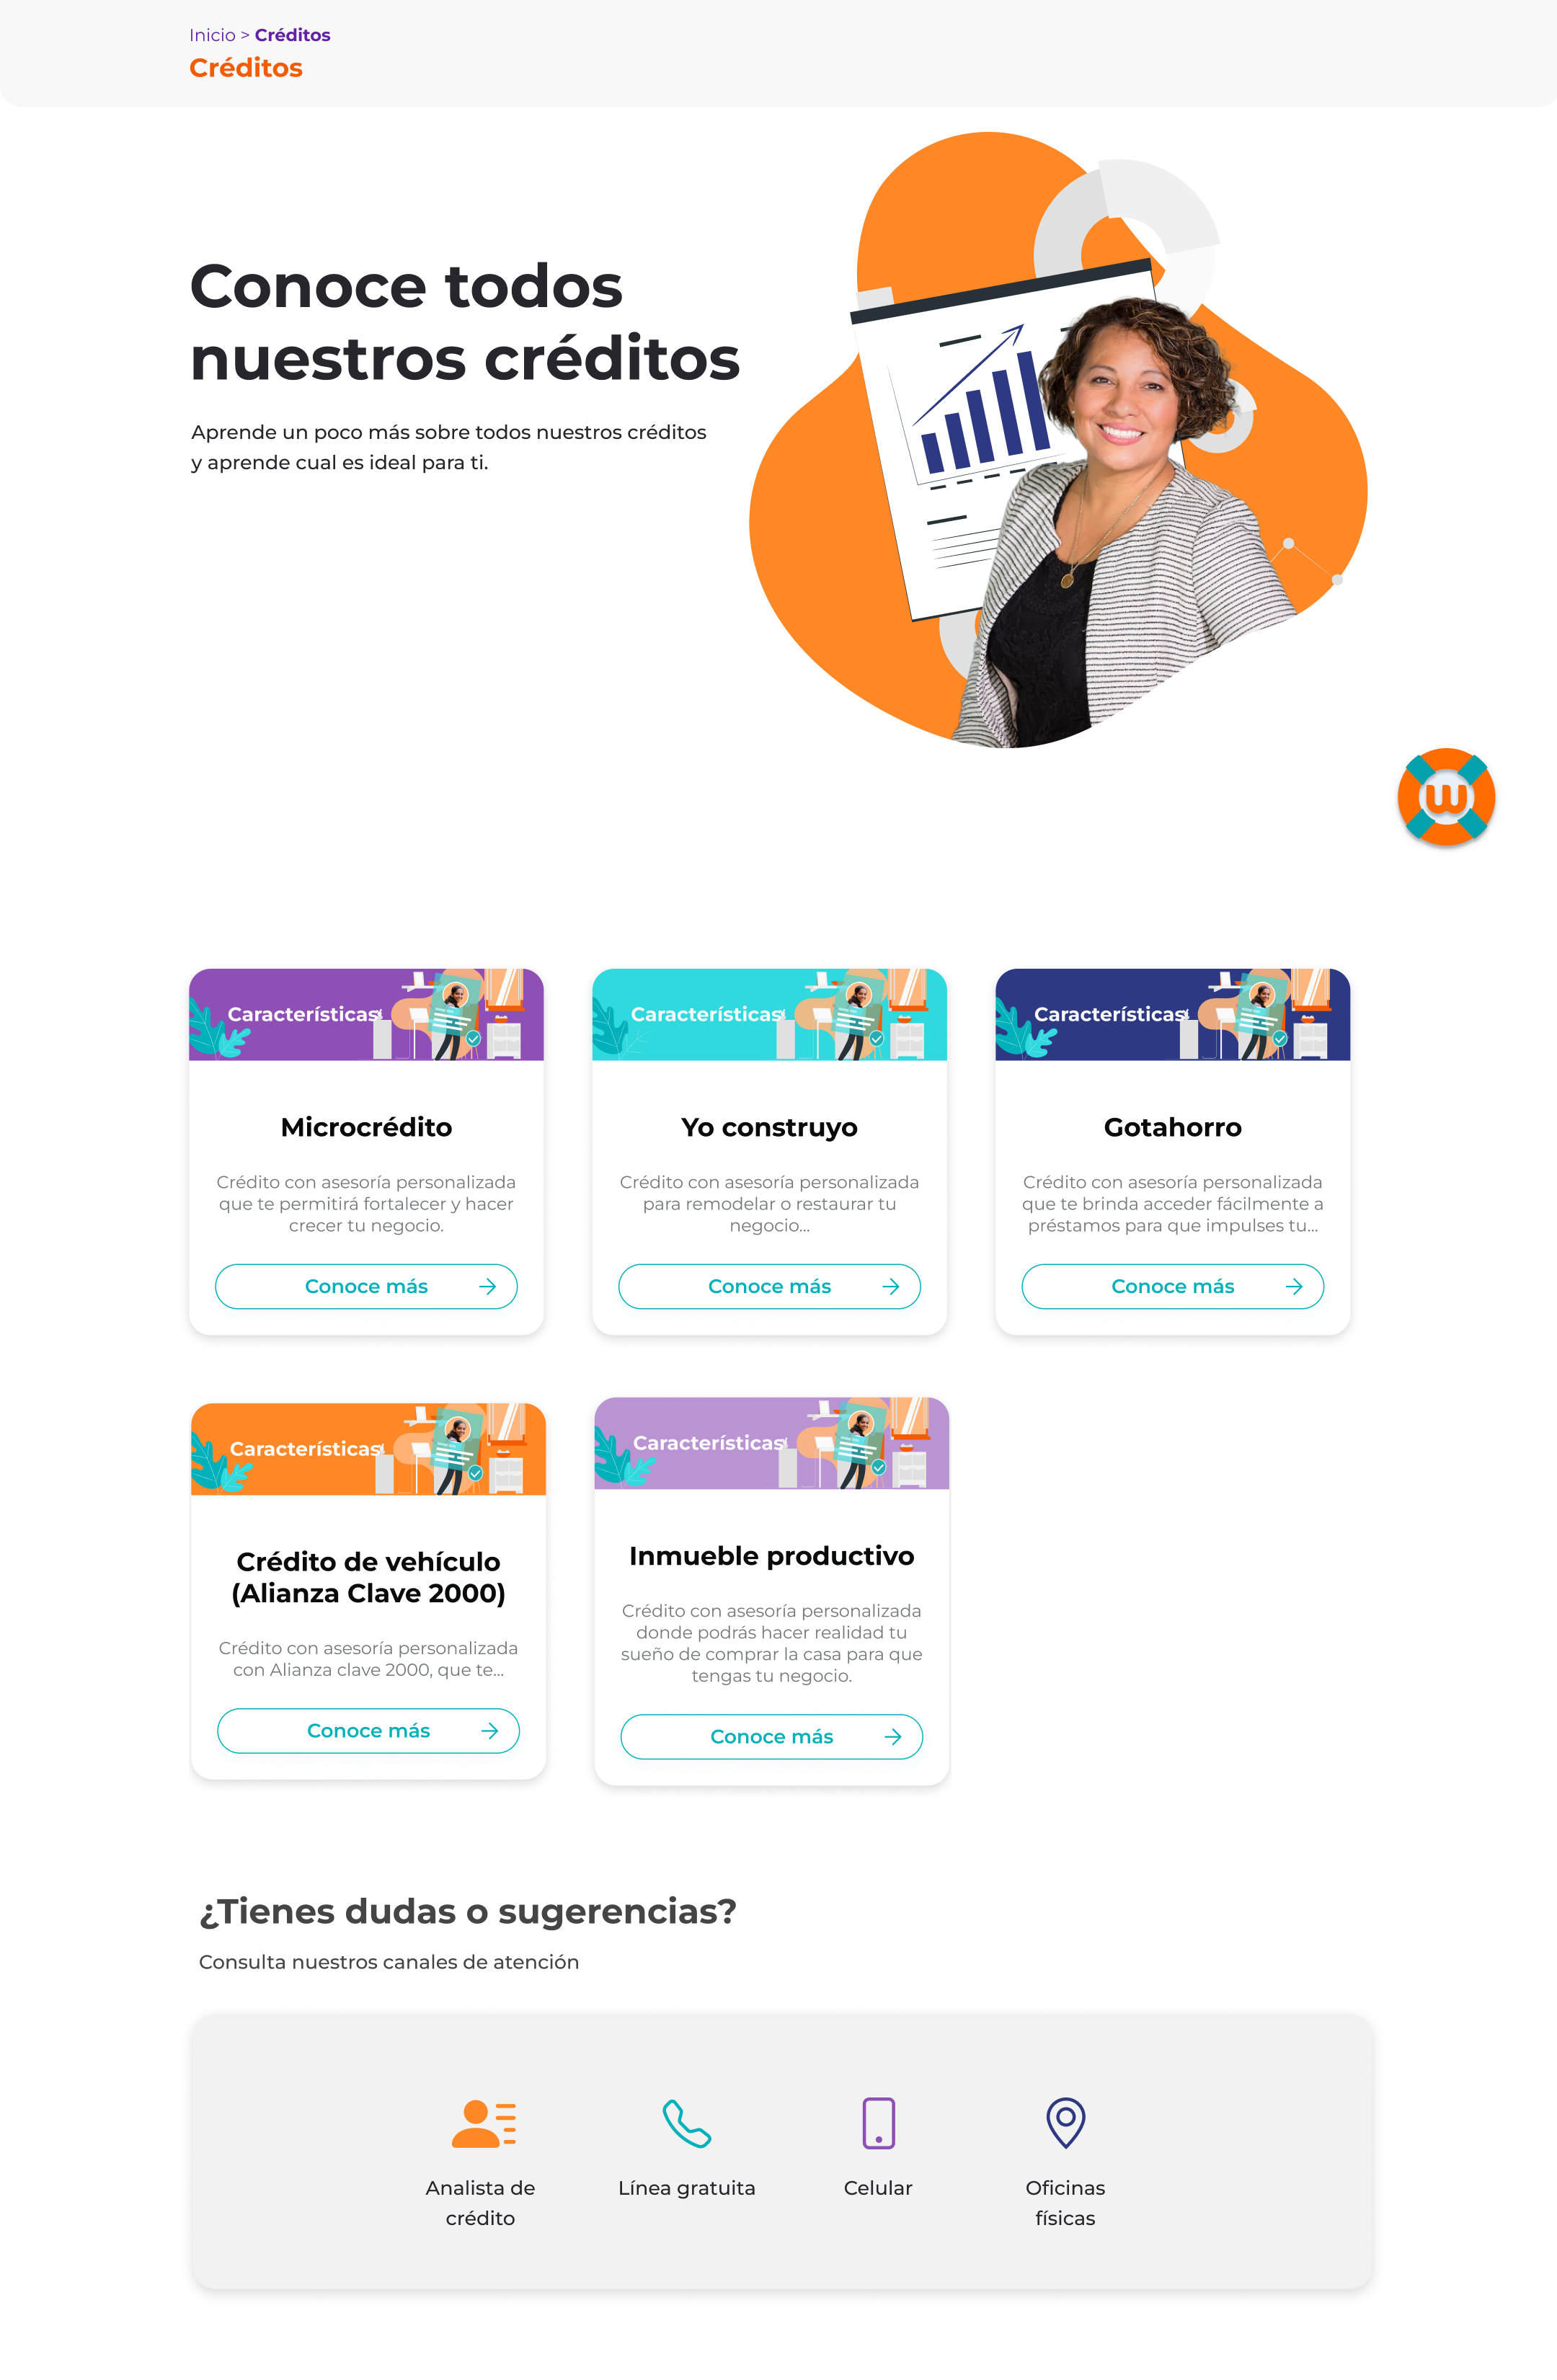 Inicio > Créditos
Créditos
Conoce todos
nuestros créditos
Aprende un poco más sobre todos nuestros créditos
y aprende cual es ideal para ti.
w
Características
Características
Características
Microcrédito
Crédito con asesoría personalizada
que te permitirá fortalecer y hacer
crecer tu negocio.
Conoce más
Yo construyo
Crédito con asesoría personalizada
para remodelar o restaurar tu
negocio...
Conoce más
Gotahorro
Crédito con asesoría personalizada
que te brinda acceder fácilmente a
préstamos para que impulses tu...
Conoce más
Características
Características
Crédito de vehículo
(Alianza Clave 2000)
Crédito con asesoría personalizada
con Alianza clave 2000, que te...
Conoce más
Inmueble productivo
Crédito con asesoría personalizada
donde podrás hacer realidad tu
sueño de comprar la casa para que
tengas tu negocio.
Conoce más
¿Tienes dudas o sugerencias?
Consulta nuestros canales de atención
Analista de
crédito
Línea gratuita
Celular
Oficinas
físicas